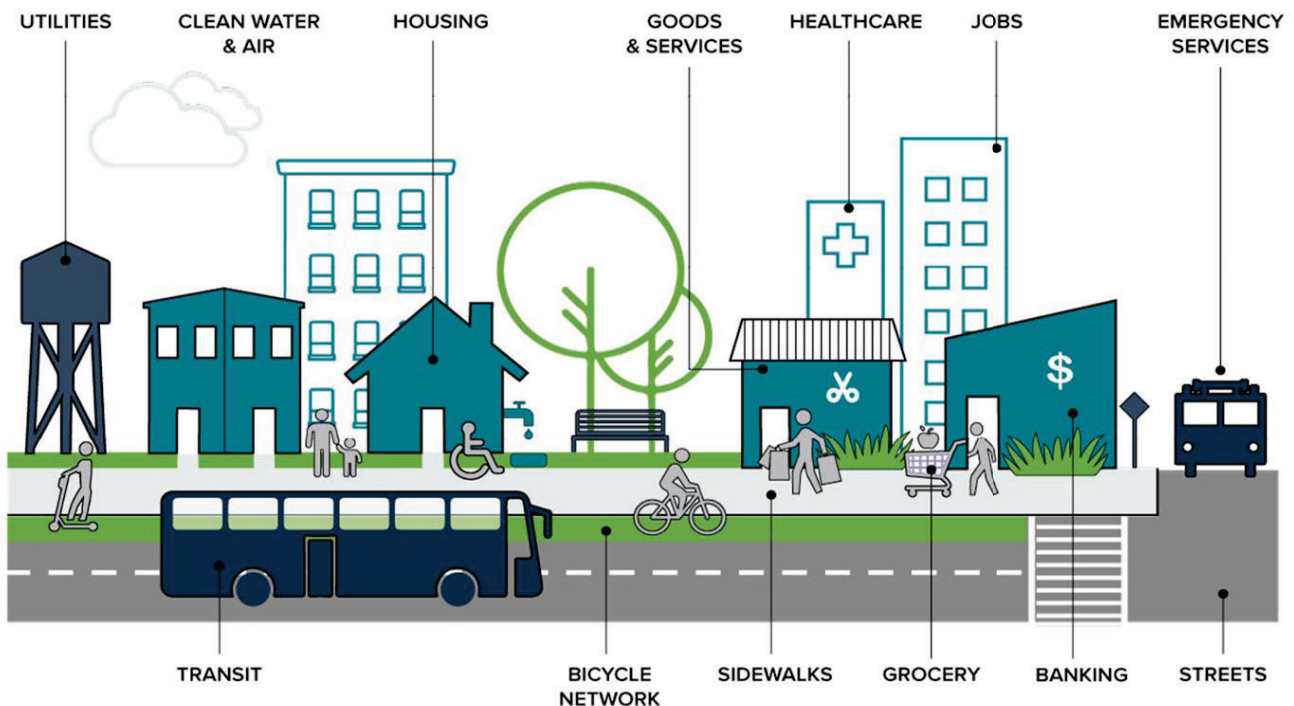 UTILITIES
CLEAN WATER
& AIR
HOUSING
GOODS
& SERVICES
HEALTHCARE
JOBS
EMERGENCY
SERVICES
$
TRANSIT
BICYCLE
NETWORK
SIDEWALKS
GROCERY
BANKING
STREETS